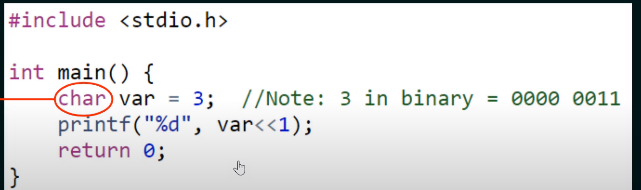 #include <stdio.h>
int main() {
char var = 3;  //Note: 3 in binary = 0000 0011
printf("%d", var<<1);
return 0;
}